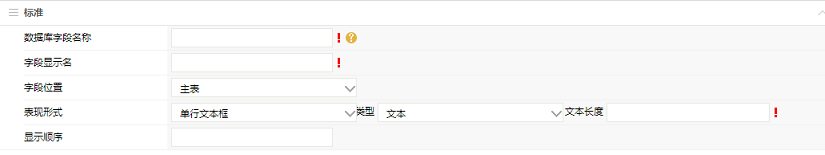 标准
数据库字段名称 ! ?
字段显示名 !
字段位置 主表
表现形式 单行文本框 类型 文本 文本长度 !
显示顺序